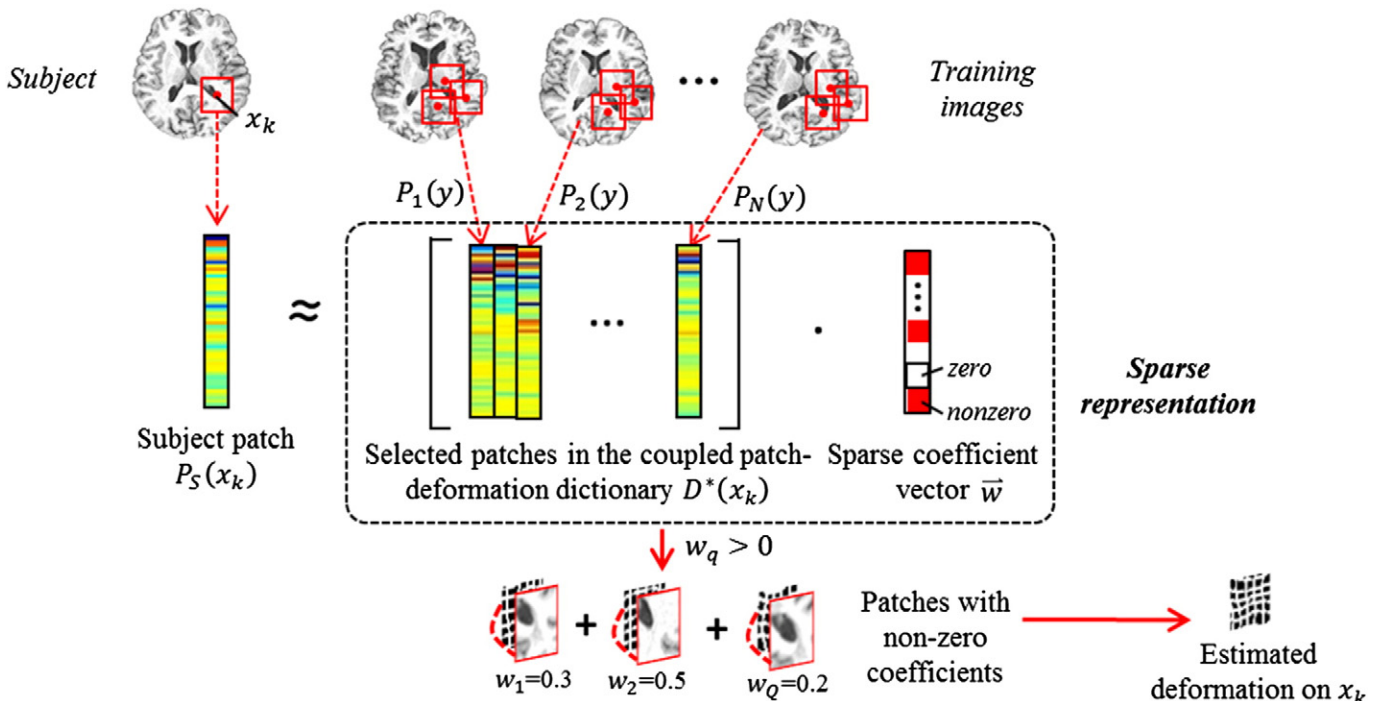 Subject
x_k
•••
Training
images
P_1(y)
P_2(y)
P_N(y)
≈
[
•••
]
·
zero
nonzero
Sparse
representation
Subject patch
P_S(x_k)
Selected patches in the coupled patch-
deformation dictionary D*(x_k)
Sparse coefficient
vector w⃗
w_q > 0
+
+
w_1=0.3
w_2=0.5
w_Q=0.2
Patches with
non-zero
coefficients
Estimated
deformation on x_k